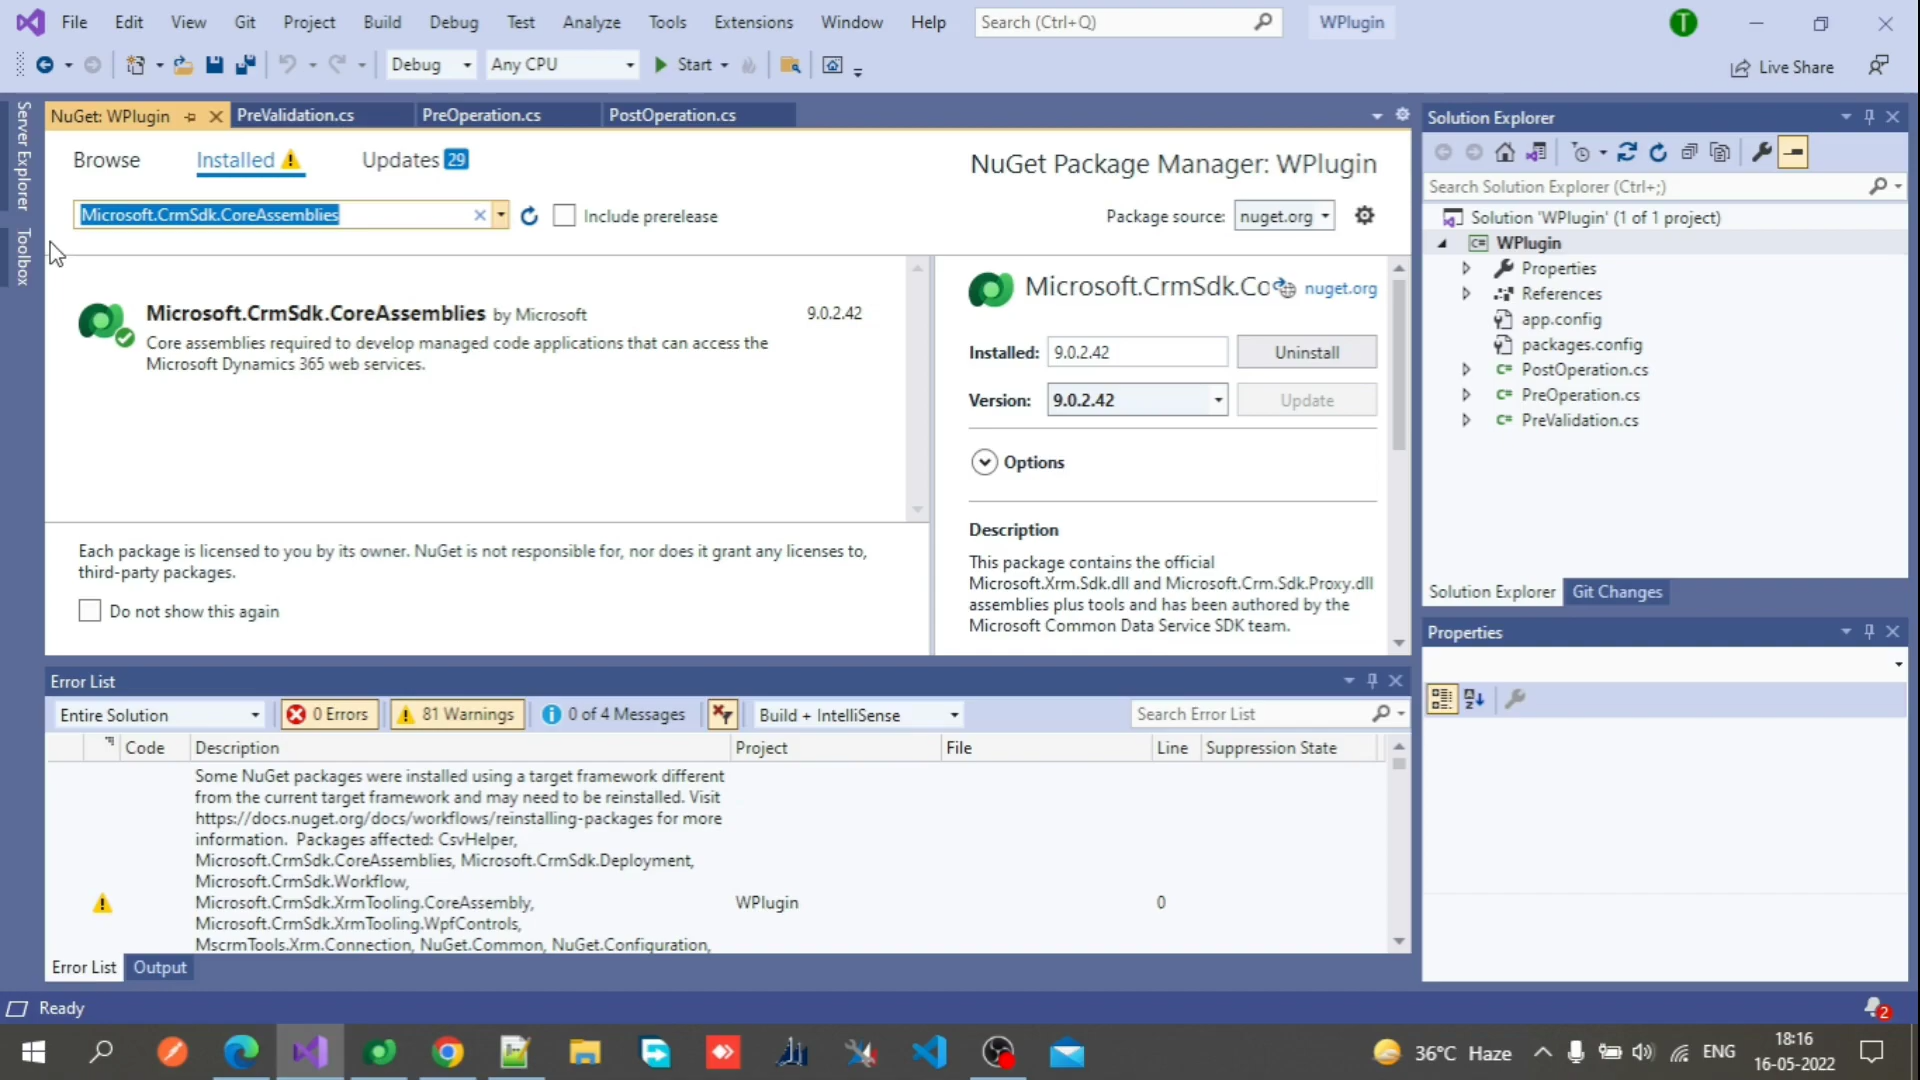 File Edit View Git Project Build Debug Test Analyze Tools Extensions Window Help Search (Ctrl+Q) WPlugin T
Debug Any CPU Start Live Share
Server Explorer
Toolbox
NuGet: WPlugin PreValidation.cs PreOperation.cs PostOperation.cs
Browse Installed Updates 29
NuGet Package Manager: WPlugin
Microsoft.CrmSdk.CoreAssemblies Include prerelease
Package source: nuget.org
Microsoft.CrmSdk.CoreAssemblies by Microsoft 9.0.2.42
Core assemblies required to develop managed code applications that can access the
Microsoft Dynamics 365 web services.
Each package is licensed to you by its owner. NuGet is not responsible for, nor does it grant any licenses to,
third-party packages.
Do not show this again
Microsoft.CrmSdk.Co nuget.org
Installed: 9.0.2.42 Uninstall
Version: 9.0.2.42 Update
Options
Description
This package contains the official
Microsoft.Xrm.Sdk.dll and Microsoft.Crm.Sdk.Proxy.dll
assemblies plus tools and has been authored by the
Microsoft Common Data Service SDK team.
Solution Explorer
Search Solution Explorer (Ctrl+;)
Solution 'WPlugin' (1 of 1 project)
C# WPlugin
Properties
References
app.config
packages.config
C# PostOperation.cs
C# PreOperation.cs
C# PreValidation.cs
Solution Explorer Git Changes
Properties
Error List
Entire Solution 0 Errors 81 Warnings 0 of 4 Messages Build + IntelliSense Search Error List
Code Description Project File Line Suppression State
Some NuGet packages were installed using a target framework different
from the current target framework and may need to be reinstalled. Visit
https://docs.nuget.org/docs/workflows/reinstalling-packages for more
information. Packages affected: CsvHelper,
Microsoft.CrmSdk.CoreAssemblies, Microsoft.CrmSdk.Deployment,
Microsoft.CrmSdk.Workflow,
Microsoft.CrmSdk.XrmTooling.CoreAssembly, WPlugin 0
Microsoft.CrmSdk.XrmTooling.WpfControls,
MscrmTools.Xrm.Connection, NuGet.Common, NuGet.Configuration,
Error List Output
Ready 2
36°C Haze ENG 18:16
16-05-2022